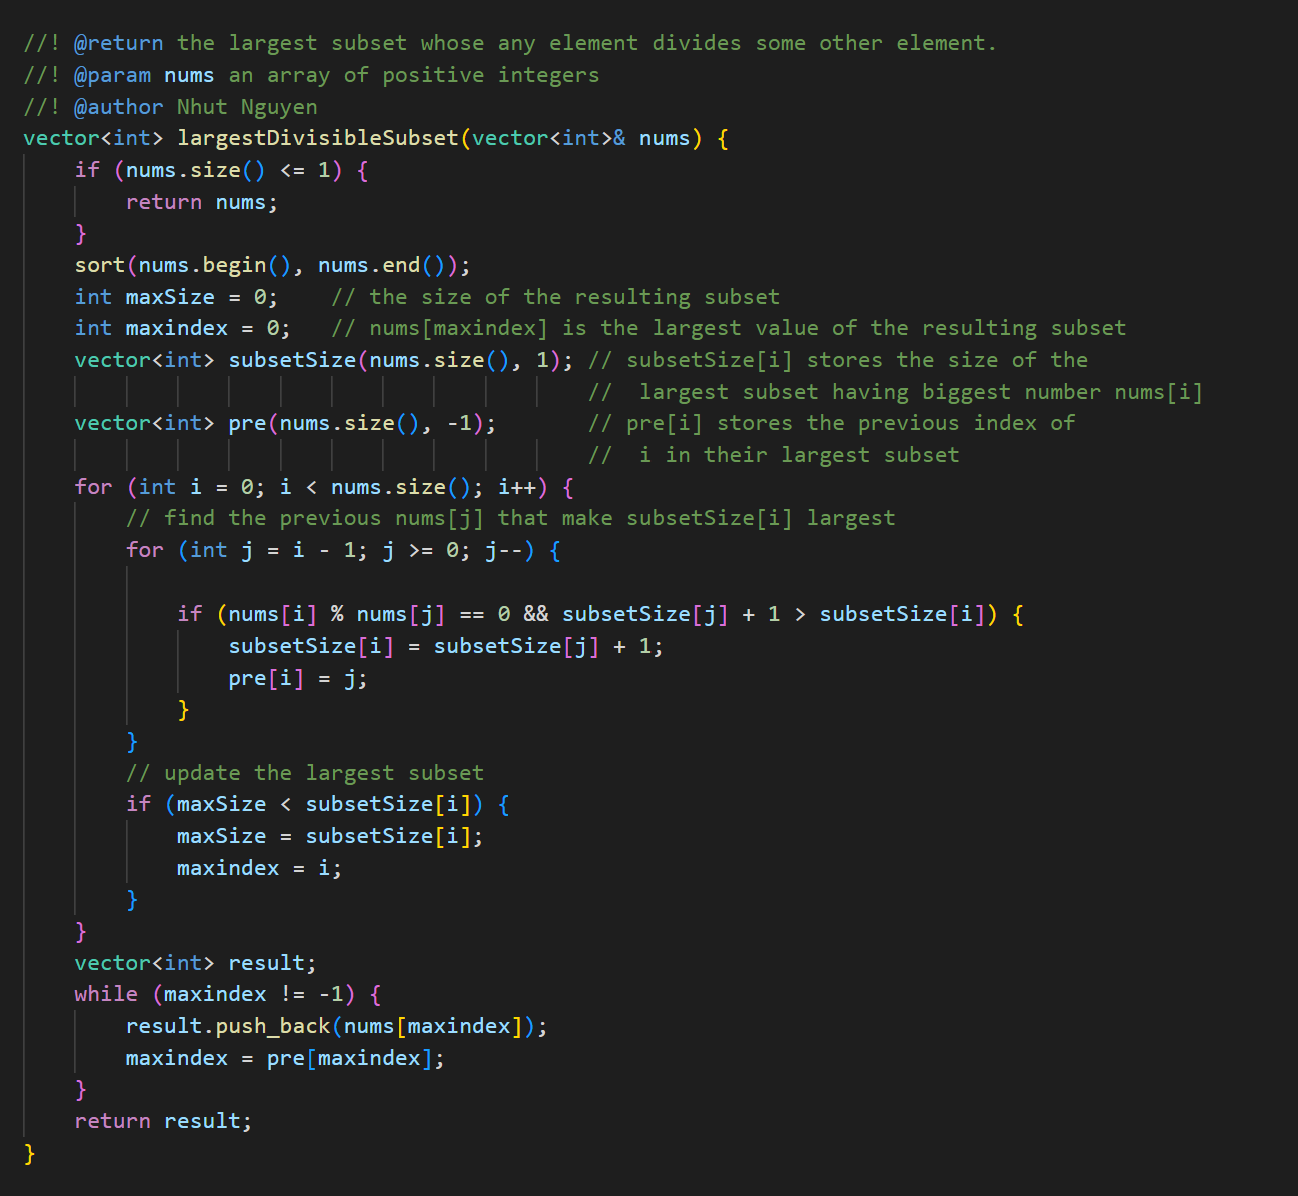 //! @return the largest subset whose any element divides some other element.
//! @param nums an array of positive integers
//! @author Nhut Nguyen
vector<int> largestDivisibleSubset(vector<int>& nums) {
    if (nums.size() <= 1) {
        return nums;
    }
    sort(nums.begin(), nums.end());
    int maxSize = 0;    // the size of the resulting subset
    int maxindex = 0;   // nums[maxindex] is the largest value of the resulting subset
    vector<int> subsetSize(nums.size(), 1); // subsetSize[i] stores the size of the
                                            //  largest subset having biggest number nums[i]
    vector<int> pre(nums.size(), -1);       // pre[i] stores the previous index of
                                            //  i in their largest subset
    for (int i = 0; i < nums.size(); i++) {
        // find the previous nums[j] that make subsetSize[i] largest
        for (int j = i - 1; j >= 0; j--) {

            if (nums[i] % nums[j] == 0 && subsetSize[j] + 1 > subsetSize[i]) {
                subsetSize[i] = subsetSize[j] + 1;
                pre[i] = j;
            }
        }
        // update the largest subset
        if (maxSize < subsetSize[i]) {
            maxSize = subsetSize[i];
            maxindex = i;
        }
    }
    vector<int> result;
    while (maxindex != -1) {
        result.push_back(nums[maxindex]);
        maxindex = pre[maxindex];
    }
    return result;
}